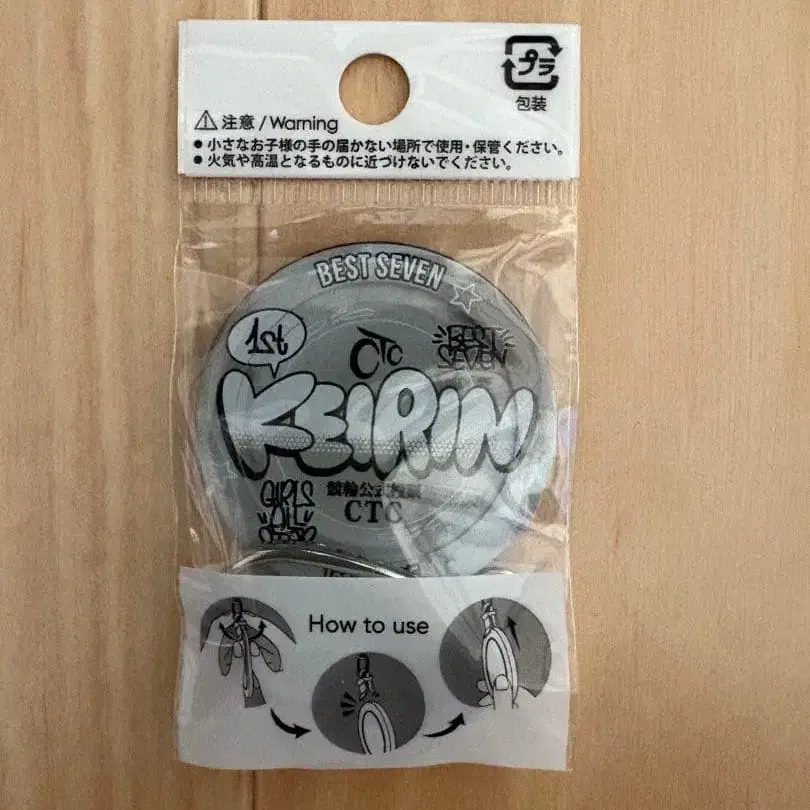 プラ
包装
⚠ 注意 / Warning
● 小さなお子様の手の届かない場所で使用・保管ください。
● 火気や高温となるものに近づけないでください。
BEST SEVEN
1st
CTC
BEST
SEVEN
KEIRIN
競輪公式投票
GIRLS
CTC
How to use